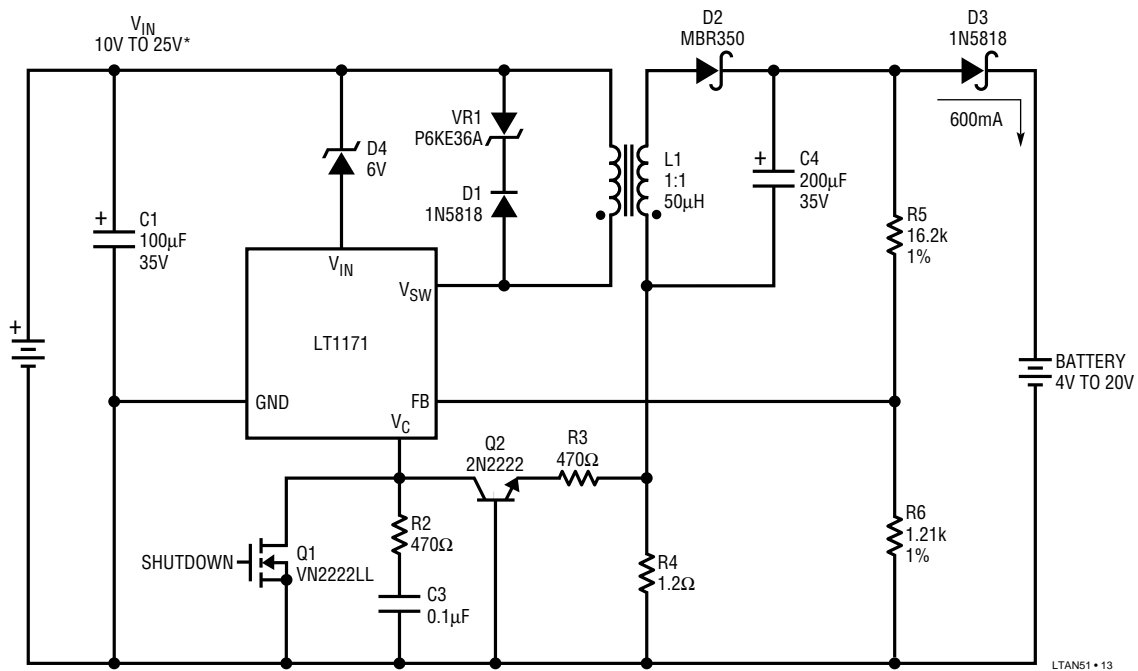 V_IN
10V TO 25V*
+
C1
100µF
35V
+
D4
6V
VR1
P6KE36A
D1
1N5818
V_IN
V_SW
LT1171
GND
FB
V_C
L1
1:1
50µH
D2
MBR350
+
C4
200µF
35V
D3
1N5818
600mA
R5
16.2k
1%
BATTERY
4V TO 20V
Q2
2N2222
R3
470Ω
R2
470Ω
SHUTDOWN
Q1
VN2222LL
C3
0.1µF
R4
1.2Ω
R6
1.21k
1%
LTAN51 • 13